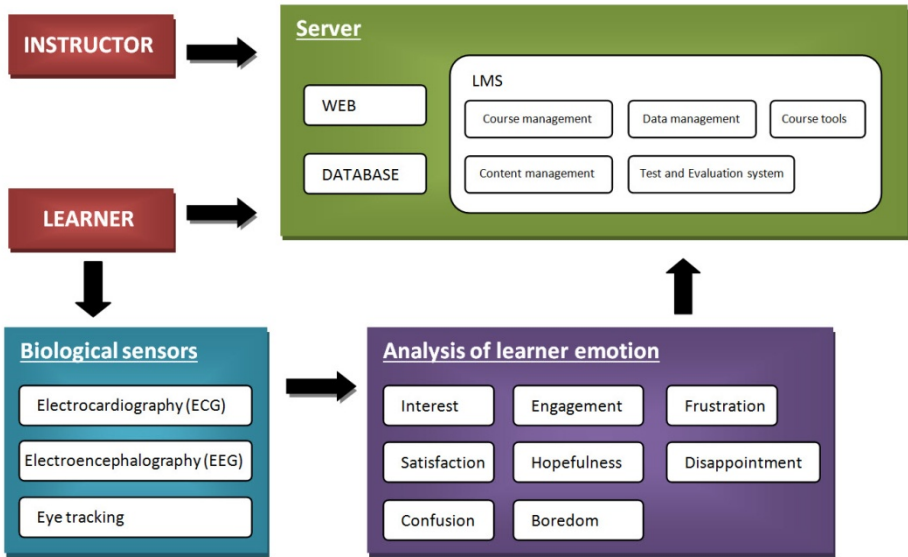 INSTRUCTOR
Server
WEB
DATABASE
LMS
Course management
Data management
Course tools
Content management
Test and Evaluation system
LEARNER
Biological sensors
Electrocardiography (ECG)
Electroencephalography (EEG)
Eye tracking
Analysis of learner emotion
Interest
Engagement
Frustration
Satisfaction
Hopefulness
Disappointment
Confusion
Boredom